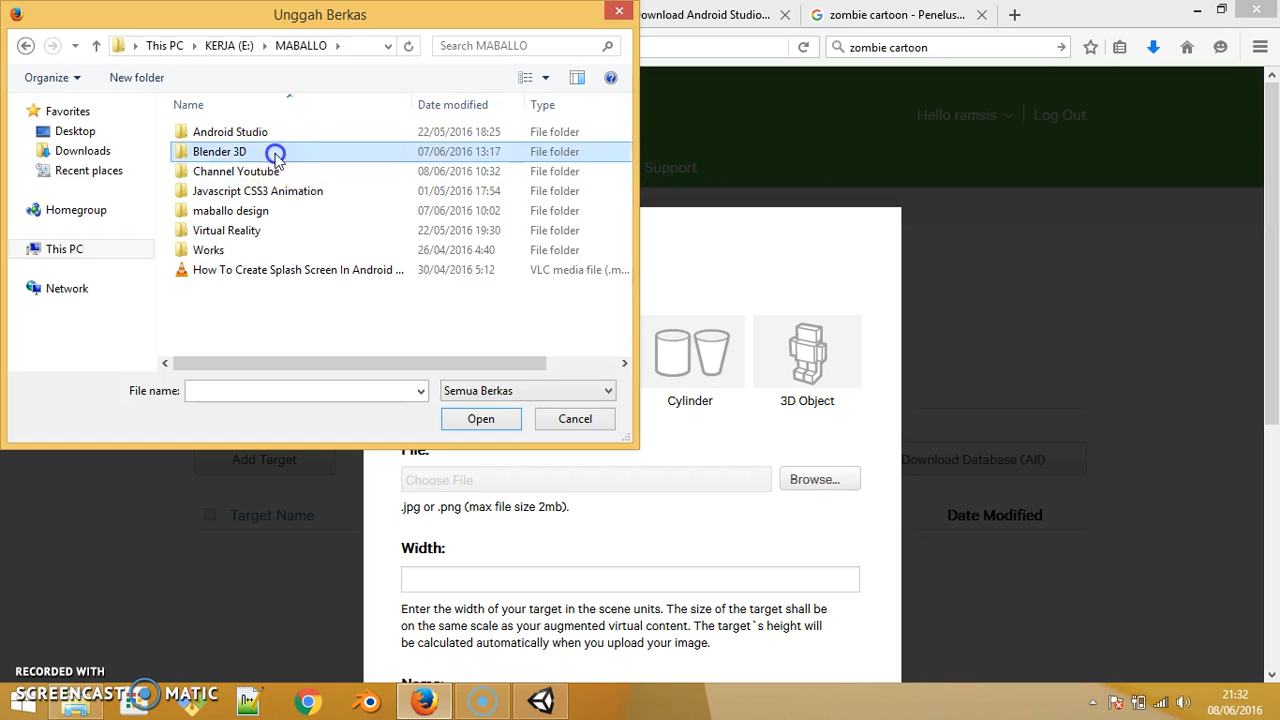 Unggah Berkas
Download Android Studio...
zombie cartoon - Penelus...
This PC
KERJA (E:)
MABALLO
Search MABALLO
zombie cartoon
Organize
New folder
Favorites
Desktop
Downloads
Recent places
Homegroup
This PC
Network
Name
Date modified
Type
Android Studio
22/05/2016 18:25
File folder
Blender 3D
07/06/2016 13:17
File folder
Channel Youtube
08/06/2016 10:32
File folder
Javascript CSS3 Animation
01/05/2016 17:54
File folder
maballo design
07/06/2016 10:02
File folder
Virtual Reality
22/05/2016 19:30
File folder
Works
26/04/2016 4:40
File folder
How To Create Splash Screen In Android ...
30/04/2016 5:12
VLC media file (.m...
File name:
Semua Berkas
Open
Cancel
Hello ramsis
Log Out
Support
Cylinder
3D Object
Add Target
Download Database (All)
File:
Choose File
Browse...
.jpg or .png (max file size 2mb).
Target Name
Date Modified
Width:
Enter the width of your target in the scene units. The size of the target shall be
on the same scale as your augmented virtual content. The target`s height will
be calculated automatically when you upload your image.
Name:
RECORDED WITH
SCREENCAST MATIC
21:32
08/06/2016